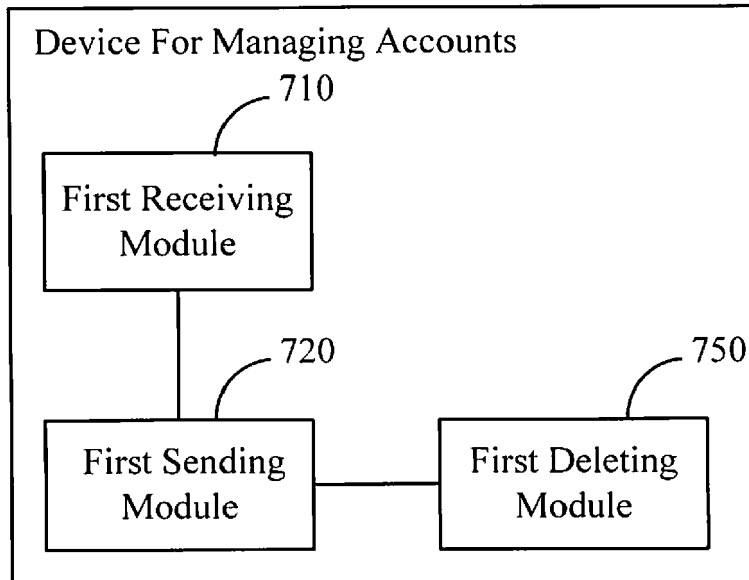 Device For Managing Accounts
710
First Receiving
Module
720
750
First Sending
Module
First Deleting
Module